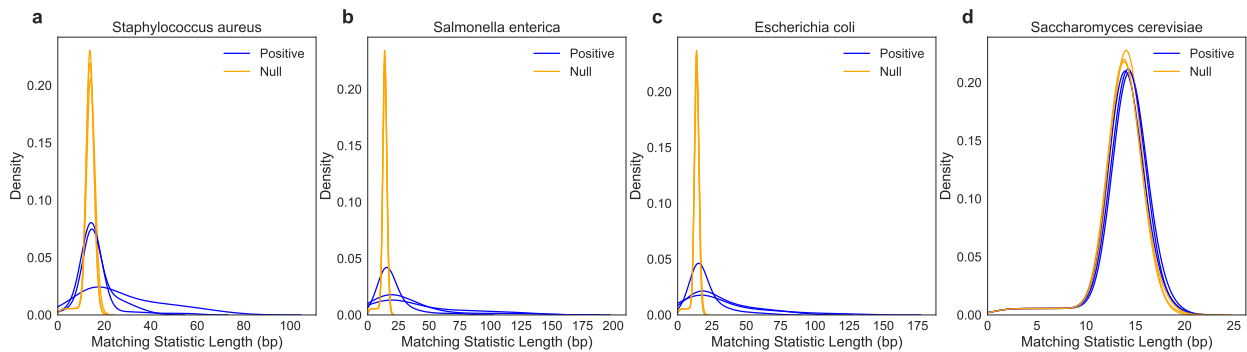 a
Staphylococcus aureus
Positive
Null
0.20
0.15
0.10
0.05
0.00
Density
0 20 40 60 80 100
Matching Statistic Length (bp)
b
Salmonella enterica
Positive
Null
0.20
0.15
0.10
0.05
0.00
Density
0 25 50 75 100 125 150 175 200
Matching Statistic Length (bp)
c
Escherichia coli
Positive
Null
0.20
0.15
0.10
0.05
0.00
Density
0 25 50 75 100 125 150 175
Matching Statistic Length (bp)
d
Saccharomyces cerevisiae
Positive
Null
0.20
0.15
0.10
0.05
0.00
Density
0 5 10 15 20 25
Matching Statistic Length (bp)